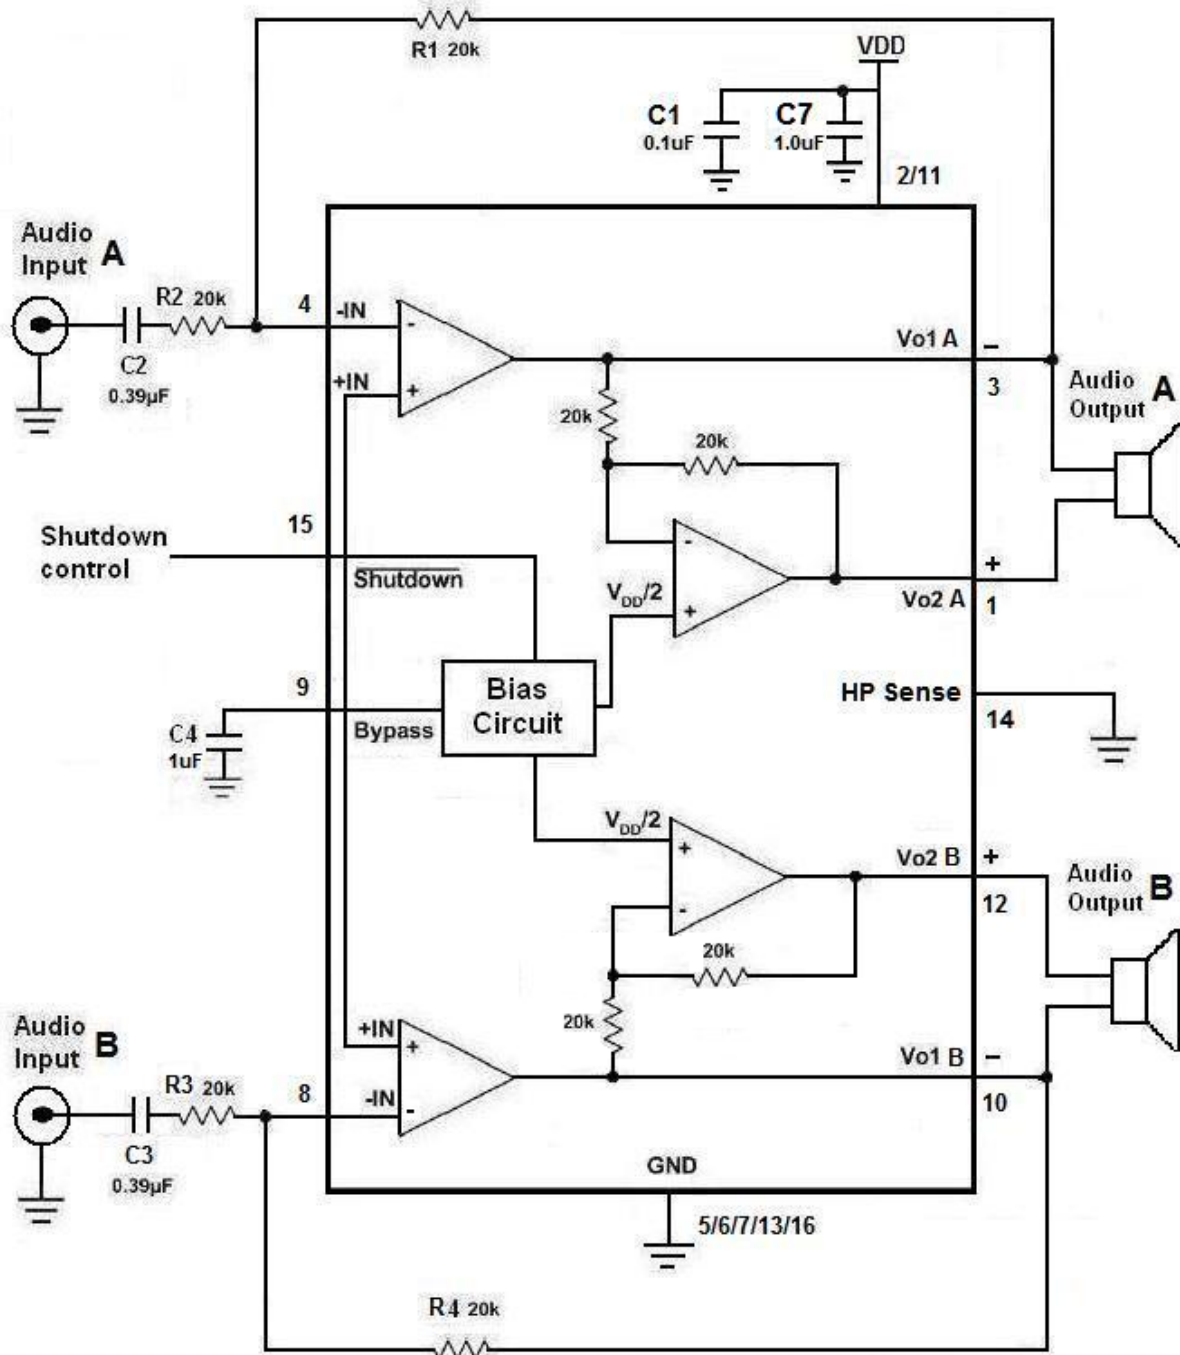 R1 20k
VDD
C1
0.1uF
C7
1.0uF
2/11
Audio
Input A
R2 20k
C2
0.39µF
4
-IN
-
+IN
+
Vo1 A
−
3
20k
20k
Audio
Output A
15
Shutdown
control
Shutdown
-
VDD/2
+
+
Vo2 A
1
9
Bias
Circuit
Bypass
C4
1uF
HP Sense
14
VDD/2
+
-
Vo2 B
+
12
Audio
Output B
20k
20k
Audio
Input B
R3 20k
C3
0.39µF
8
+IN
+
-IN
-
Vo1 B
−
10
GND
5/6/7/13/16
R4 20k